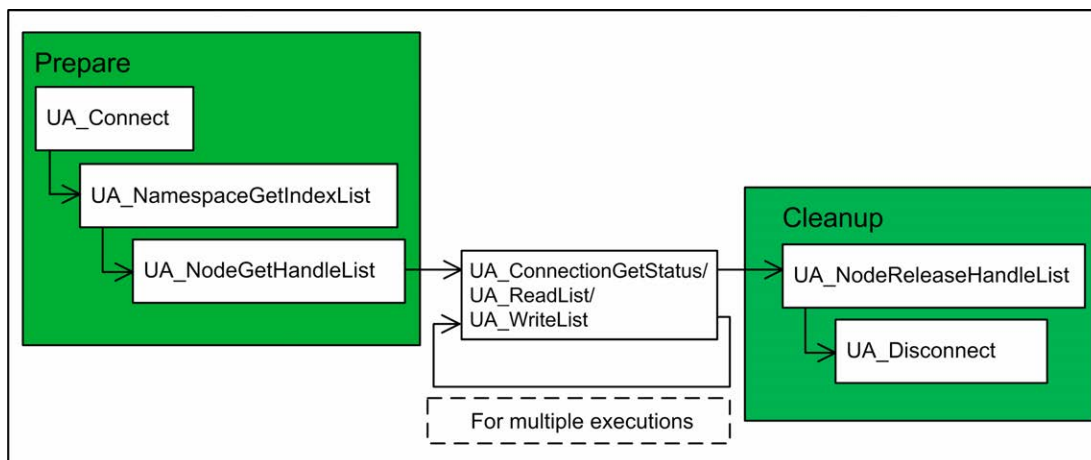 Prepare
UA_Connect
UA_NamespaceGetIndexList
UA_NodeGetHandleList
UA_ConnectionGetStatus/
UA_ReadList/
UA_WriteList
For multiple executions
Cleanup
UA_NodeReleaseHandleList
UA_Disconnect